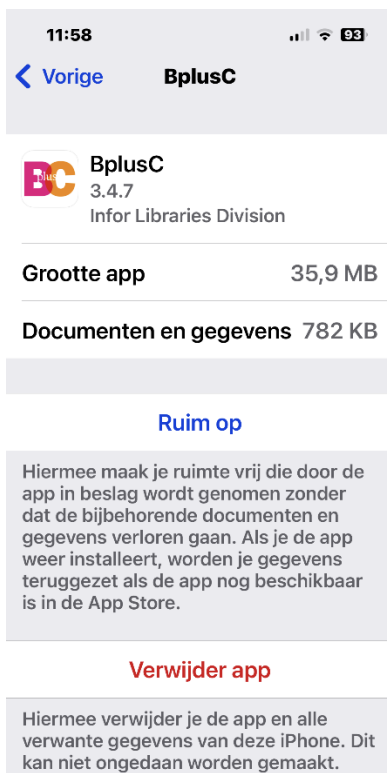 11:58
93
Vorige
BplusC
BplusC
BplusC
3.4.7
Infor Libraries Division
Grootte app 35,9 MB
Documenten en gegevens 782 KB
Ruim op
Hiermee maak je ruimte vrij die door de
app in beslag wordt genomen zonder
dat de bijbehorende documenten en
gegevens verloren gaan. Als je de app
weer installeert, worden je gegevens
teruggezet als de app nog beschikbaar
is in de App Store.
Verwijder app
Hiermee verwijder je de app en alle
verwante gegevens van deze iPhone. Dit
kan niet ongedaan worden gemaakt.